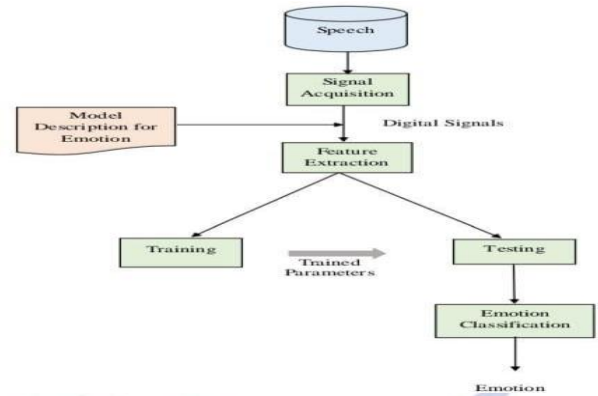 Speech
Signal
Acquisition
Model
Description for
Emotion
Digital Signals
Feature
Extraction
Training
Trained
Parameters
Testing
Emotion
Classification
Emotion